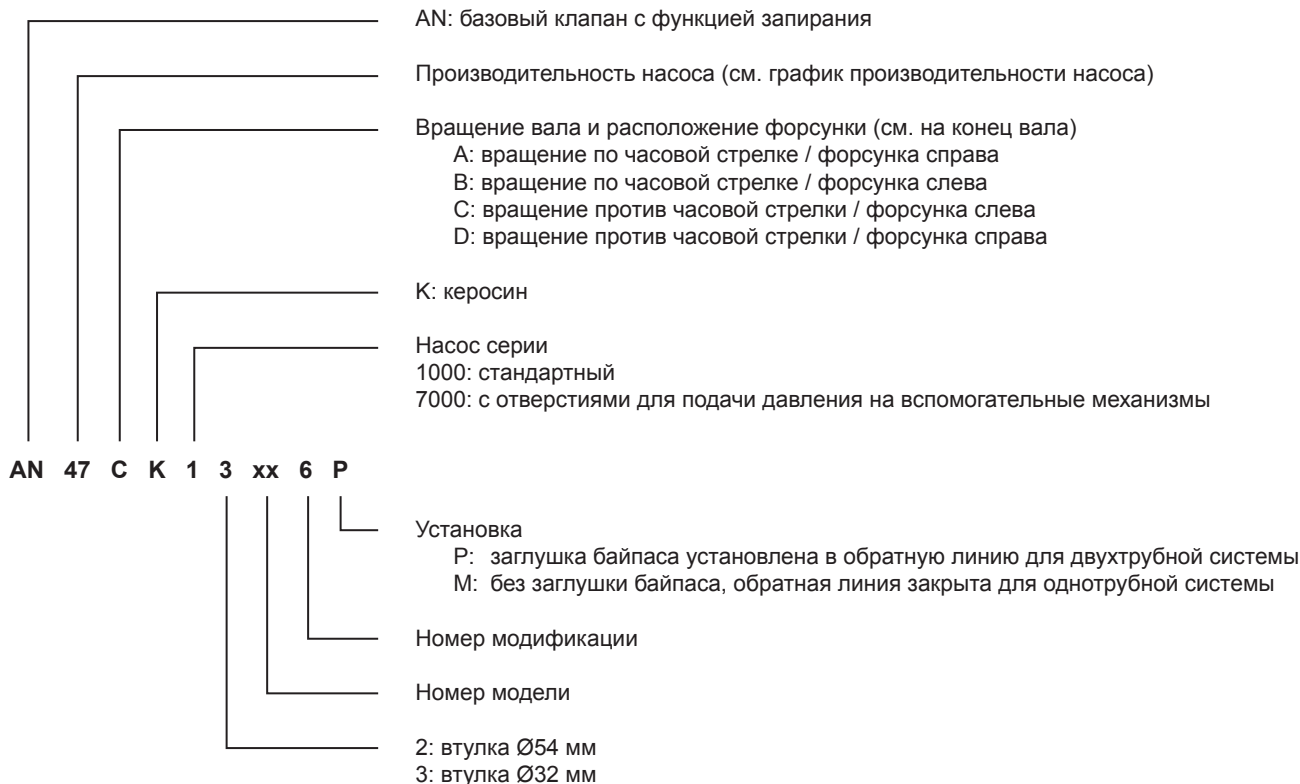 AN: базовый клапан с функцией запирания
Производительность насоса (см. график производительности насоса)
Вращение вала и расположение форсунки (см. на конец вала)
A: вращение по часовой стрелке / форсунка справа
B: вращение по часовой стрелке / форсунка слева
C: вращение против часовой стрелки / форсунка слева
D: вращение против часовой стрелки / форсунка справа
K: керосин
Насос серии
1000: стандартный
7000: с отверстиями для подачи давления на вспомогательные механизмы
AN 47 C K 1 3 xx 6 P
Установка
P: заглушка байпаса установлена в обратную линию для двухтрубной системы
M: без заглушки байпаса, обратная линия закрыта для однотрубной системы
Номер модификации
Номер модели
2: втулка Ø54 мм
3: втулка Ø32 мм